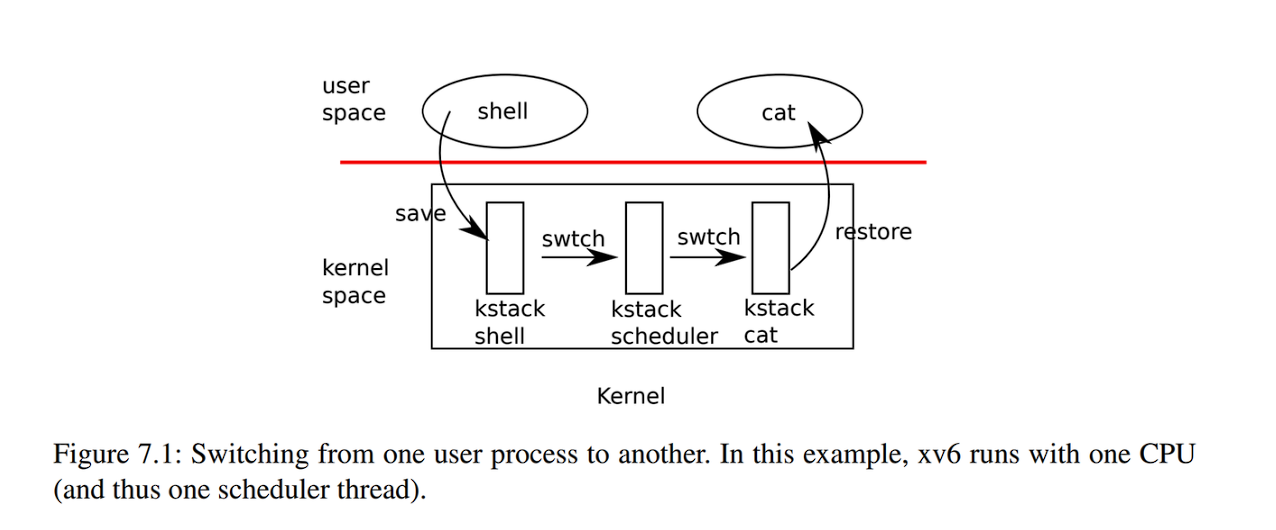 user
space
shell
cat
save
swtch
swtch
restore
kernel
space
kstack
shell
kstack
scheduler
kstack
cat
Kernel
Figure 7.1: Switching from one user process to another. In this example, xv6 runs with one CPU
(and thus one scheduler thread).